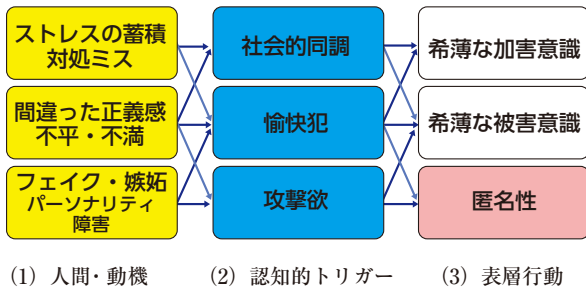 ストレスの蓄積
対処ミス
社会的同調
希薄な加害意識
間違った正義感
不平・不満
愉快犯
希薄な被害意識
フェイク・嫉妬
パーソナリティ
障害
攻撃欲
匿名性
(1) 人間・動機
(2) 認知的トリガー
(3) 表層行動